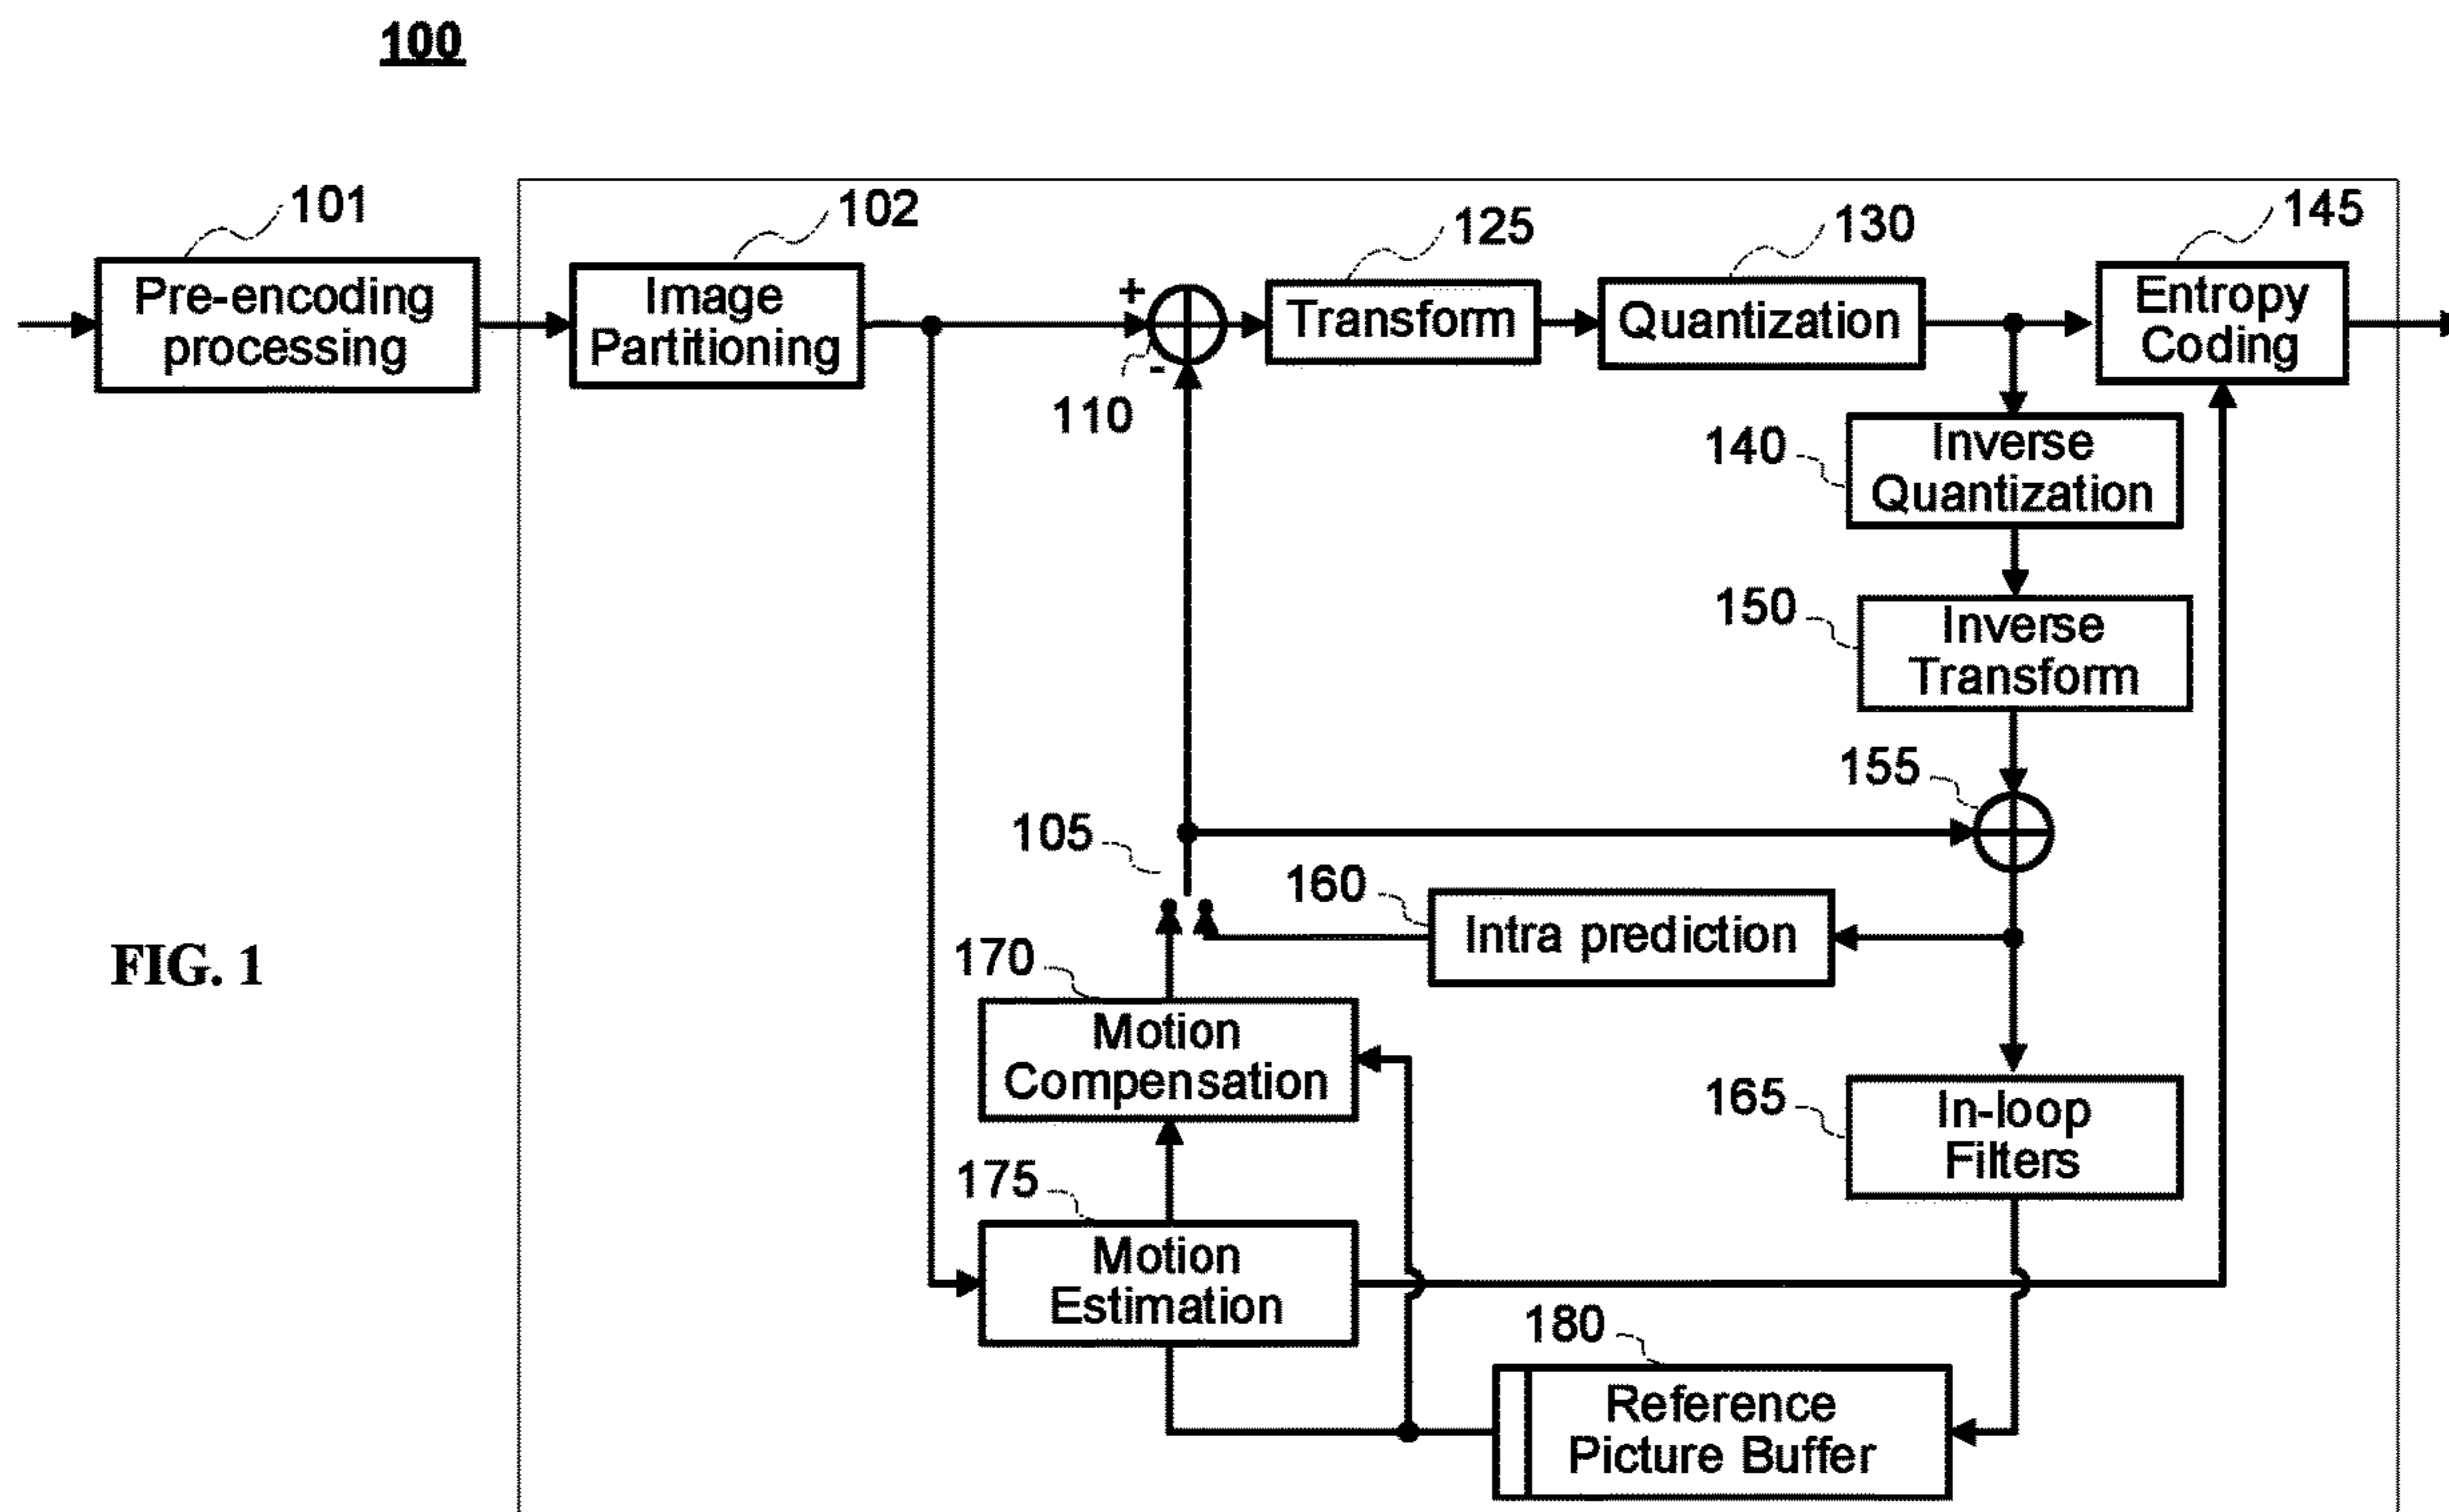 100
101
102
125
130
145
Pre-encoding
processing
Image
Partitioning
+
-
110
Transform
Quantization
Entropy
Coding
140
Inverse
Quantization
150
Inverse
Transform
155
105
160
Intra prediction
FIG. 1
170
Motion
Compensation
165
In-loop
Filters
175
Motion
Estimation
180
Reference
Picture Buffer